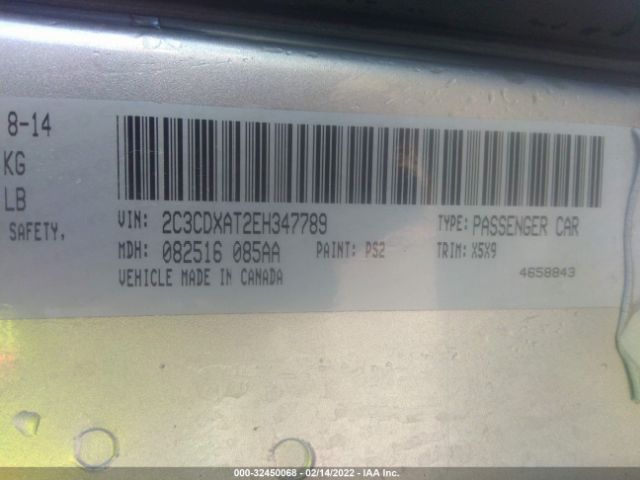 8-14
KG
LB
SAFETY,
VIN: 2C3CDXAT2EH347789 TYPE: PASSENGER CAR
MDH: 082516 085AA PAINT: PS2 TRIM: X5X9
VEHICLE MADE IN CANADA 4658843
000-32450068 - 02/14/2022 - IAA Inc.